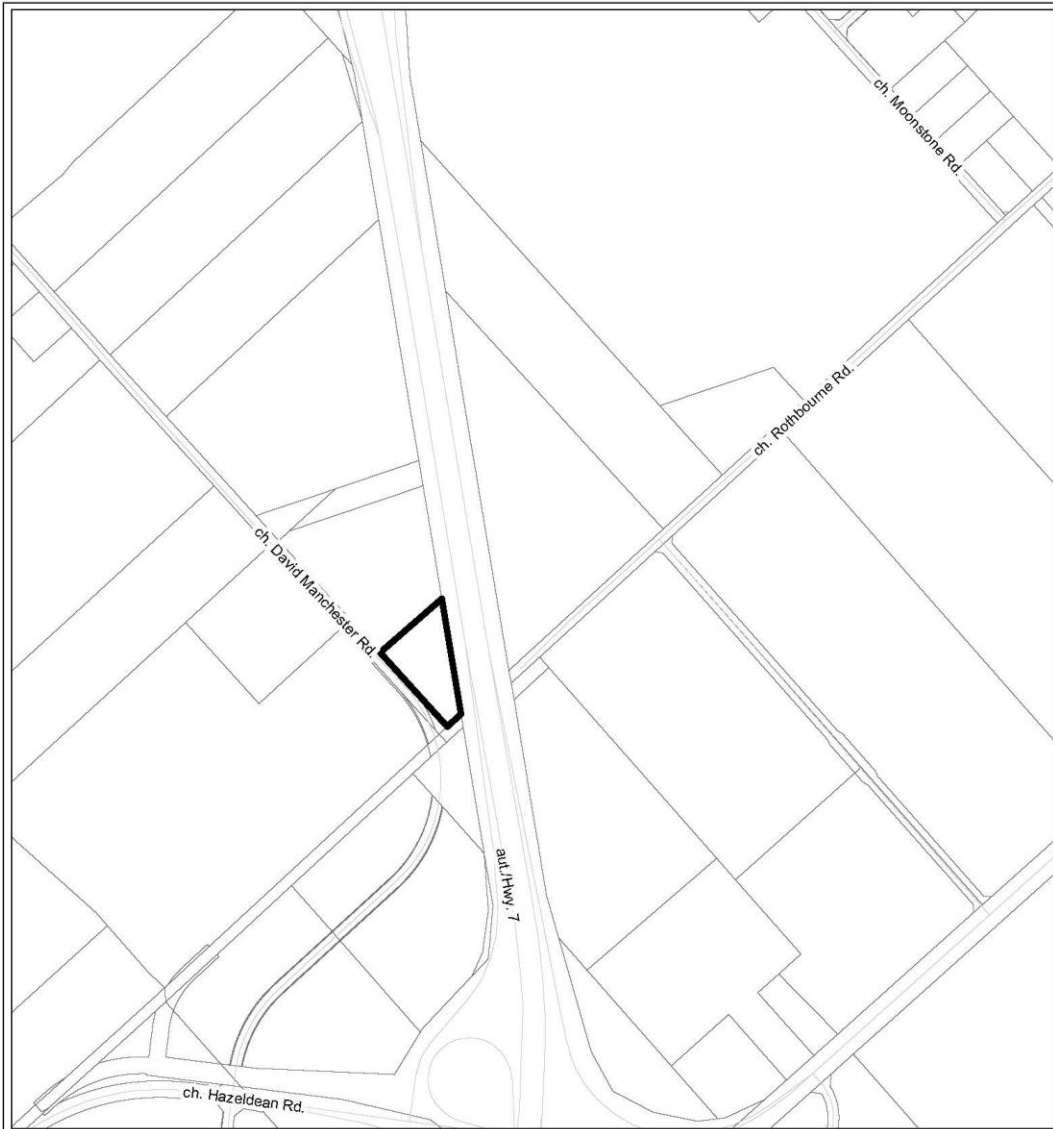 ch. Moonstone Rd.
ch. Rothbourne Rd.
ch. David Manchester Rd.
aut./Hwy. 7
ch. Hazeldean Rd.